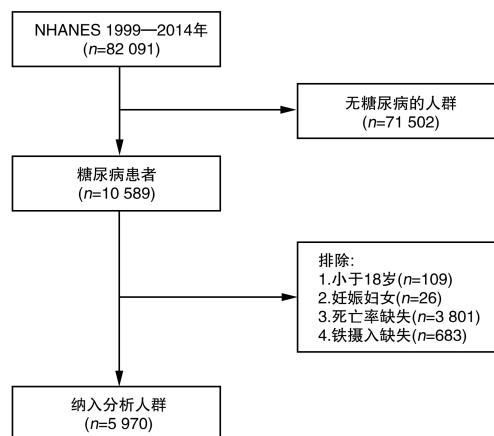 NHANES 1999—2014年
(n=82 091)
无糖尿病的人群
(n=71 502)
糖尿病患者
(n=10 589)
排除:
1.小于18岁(n=109)
2.妊娠妇女(n=26)
3.死亡率缺失(n=3 801)
4.铁摄入缺失(n=683)
纳入分析人群
(n=5 970)